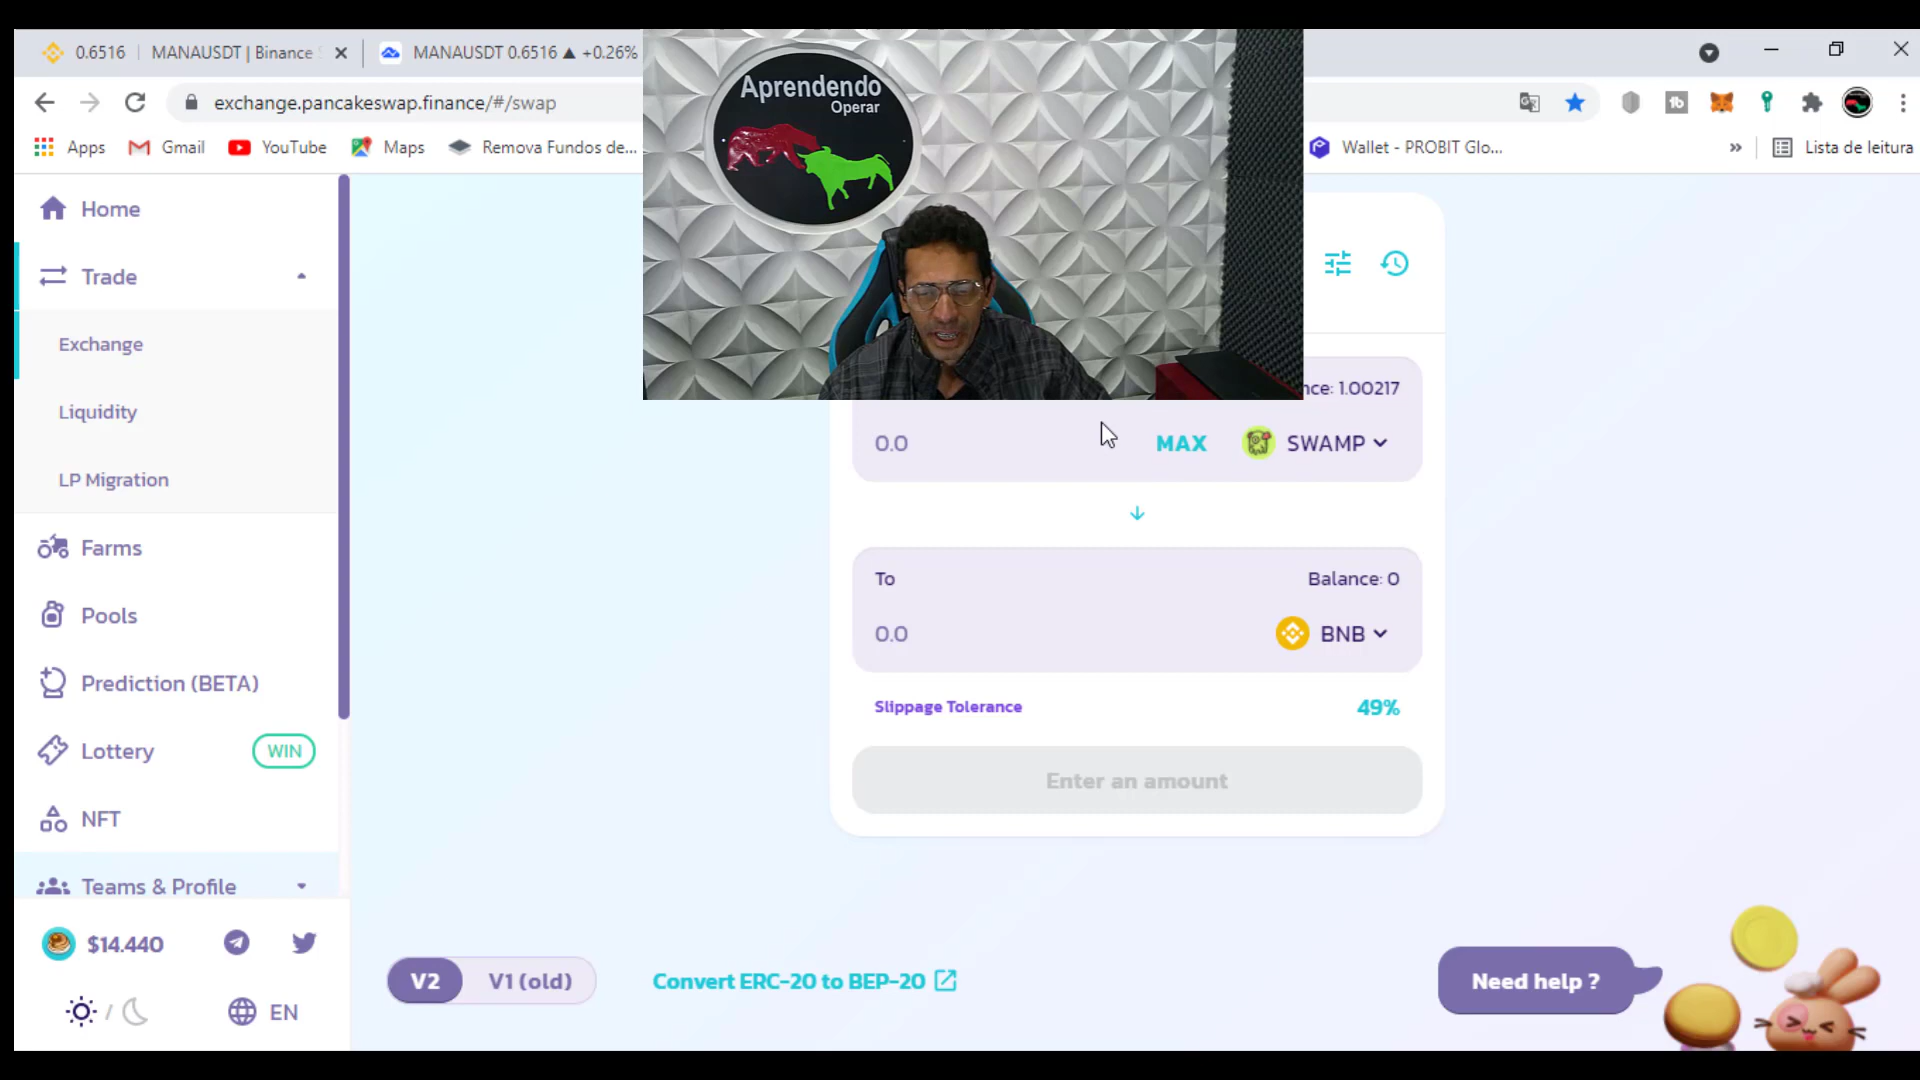 0.6516 MANAUSDT | Binance
MANAUSDT 0.6516 ▲ +0.26%
exchange.pancakeswap.finance/#/swap
Apps Gmail YouTube Maps Remova Fundos de... Wallet - PROBIT Glo... » Lista de leitura
Aprendendo
Operar
Home
Trade
Exchange
Liquidity
LP Migration
Farms
Pools
Prediction (BETA)
Lottery WIN
NFT
Teams & Profile
$14.440
/ EN
nce: 1.00217
0.0 MAX SWAMP
To Balance: 0
0.0 BNB
Slippage Tolerance 49%
Enter an amount
V2 V1 (old) Convert ERC-20 to BEP-20
Need help ?